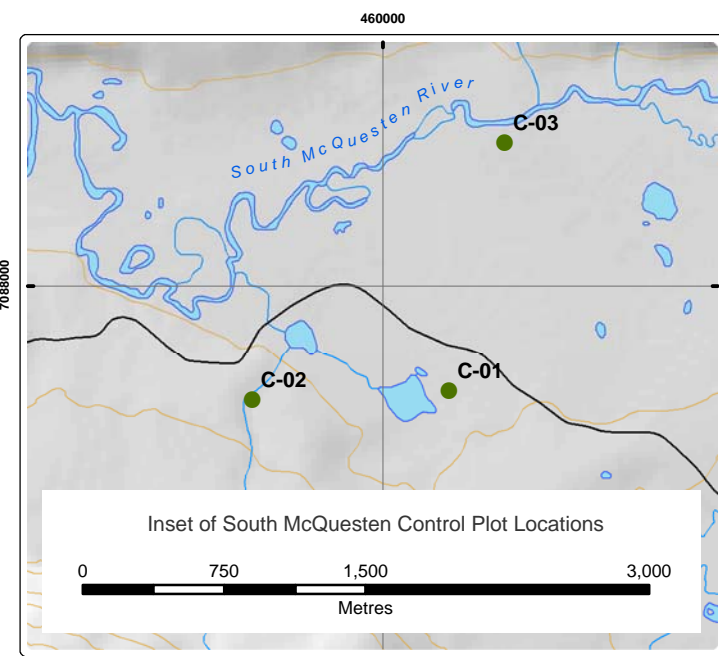 460000
South McQuesten River
C-03
7088000
C-02
C-01
Inset of South McQuesten Control Plot Locations
0 750 1,500 3,000
Metres